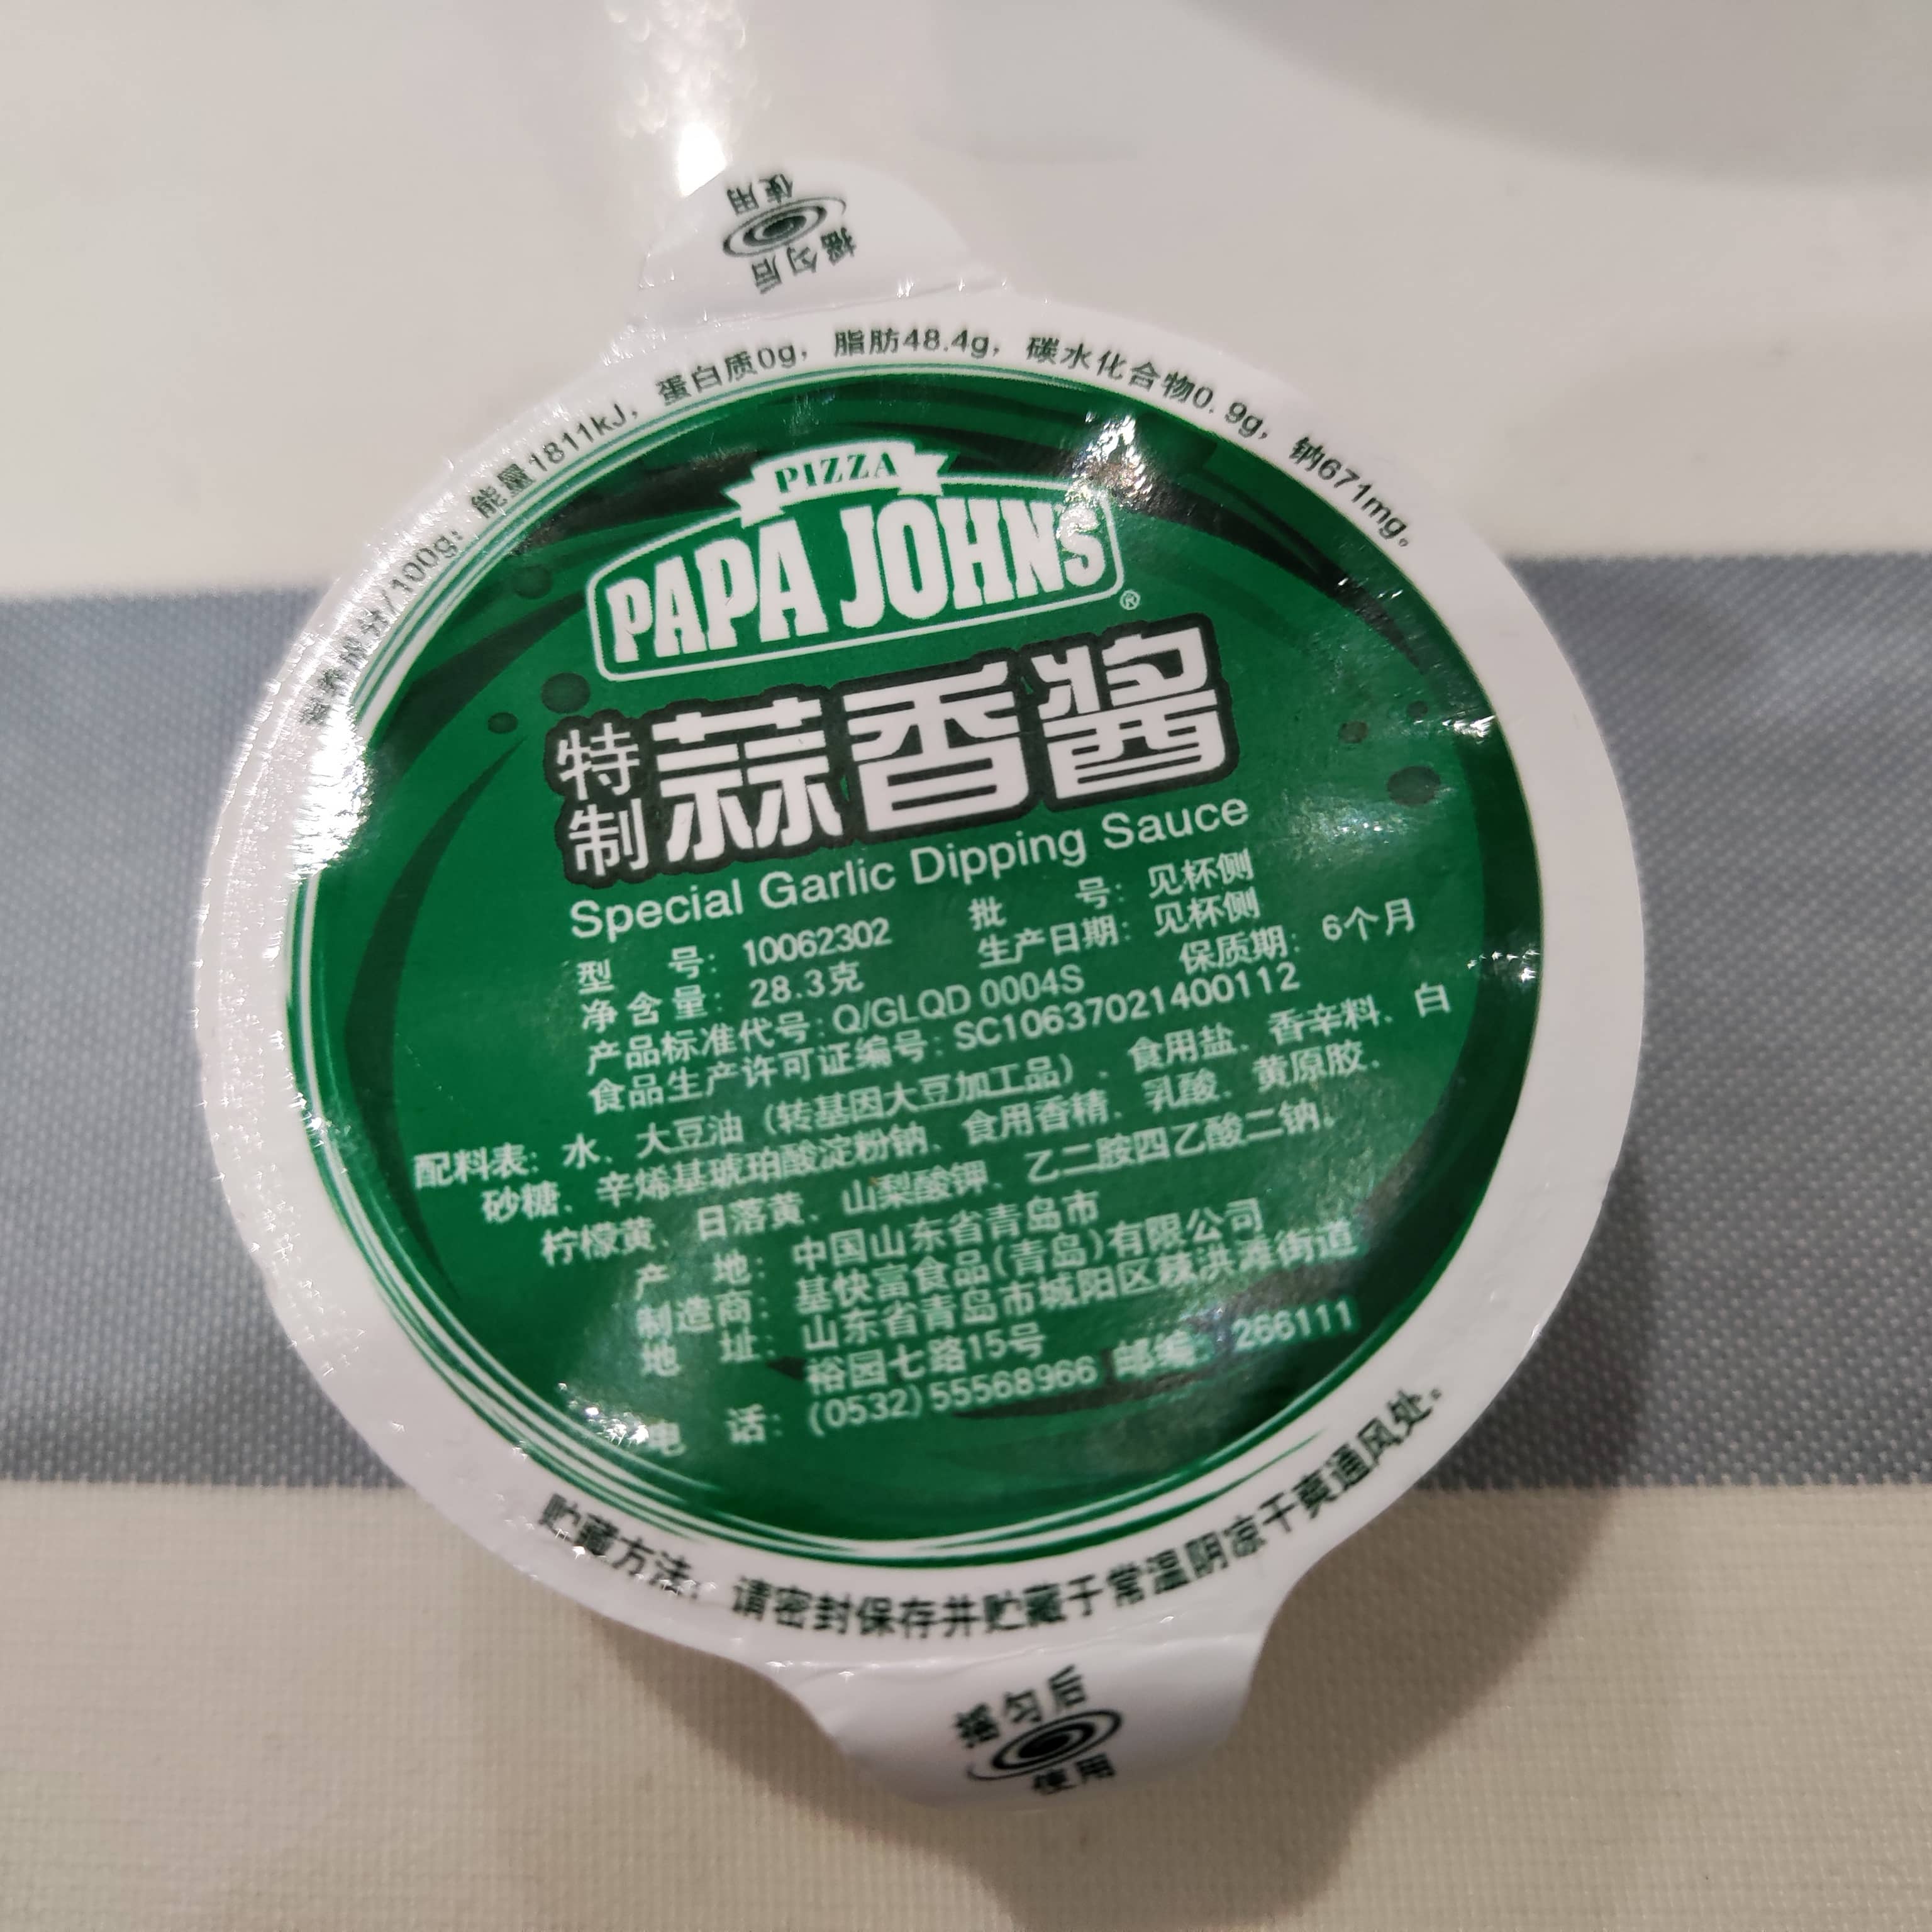 摇匀后
使用
营养成分/100g：能量1811kJ，蛋白质0g，脂肪48.4g，碳水化合物0.9g，钠671mg。
PIZZA
PAPA JOHN'S®
特制蒜香酱
Special Garlic Dipping Sauce
型号：10062302 批号：见杯侧
净含量：28.3克 生产日期：见杯侧
产品标准代号：Q/GLQD 0004S 保质期：6个月
食品生产许可证编号：SC10637021400112
配料表：水、大豆油（转基因大豆加工品）、食用盐、香辛料、白
砂糖、辛烯基琥珀酸淀粉钠、食用香精、乳酸、黄原胶、
柠檬黄、日落黄、山梨酸钾、乙二胺四乙酸二钠。
产地：中国山东省青岛市
制造商：基快富食品(青岛)有限公司
地址：山东省青岛市城阳区棘洪滩街道
裕园七路15号
电话：(0532)55568966 邮编：266111
贮藏方法：请密封保存并贮藏于常温阴凉干爽通风处。
摇匀后
使用